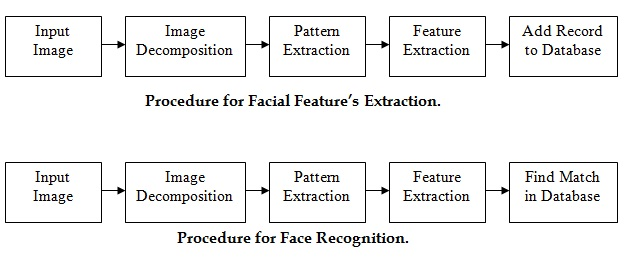 Input
Image
Image
Decomposition
Pattern
Extraction
Feature
Extraction
Add Record
to Database
Procedure for Facial Feature's Extraction.
Input
Image
Image
Decomposition
Pattern
Extraction
Feature
Extraction
Find Match
in Database
Procedure for Face Recognition.